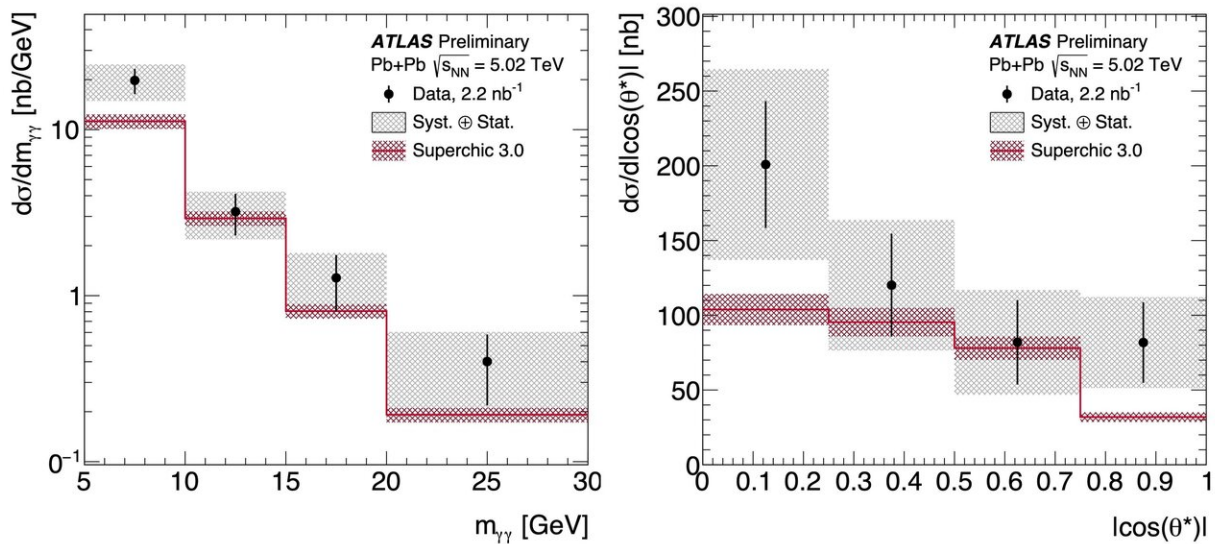 dσ/dm_γγ [nb/GeV]
ATLAS Preliminary
Pb+Pb √s_NN = 5.02 TeV
Data, 2.2 nb⁻¹
Syst. ⊕ Stat.
Superchic 3.0
10
1
10⁻¹
5 10 15 20 25 30
m_γγ [GeV]
dσ/d|cos(θ*)| [nb]
ATLAS Preliminary
Pb+Pb √s_NN = 5.02 TeV
Data, 2.2 nb⁻¹
Syst. ⊕ Stat.
Superchic 3.0
300
250
200
150
100
50
0
0 0.1 0.2 0.3 0.4 0.5 0.6 0.7 0.8 0.9 1
|cos(θ*)|